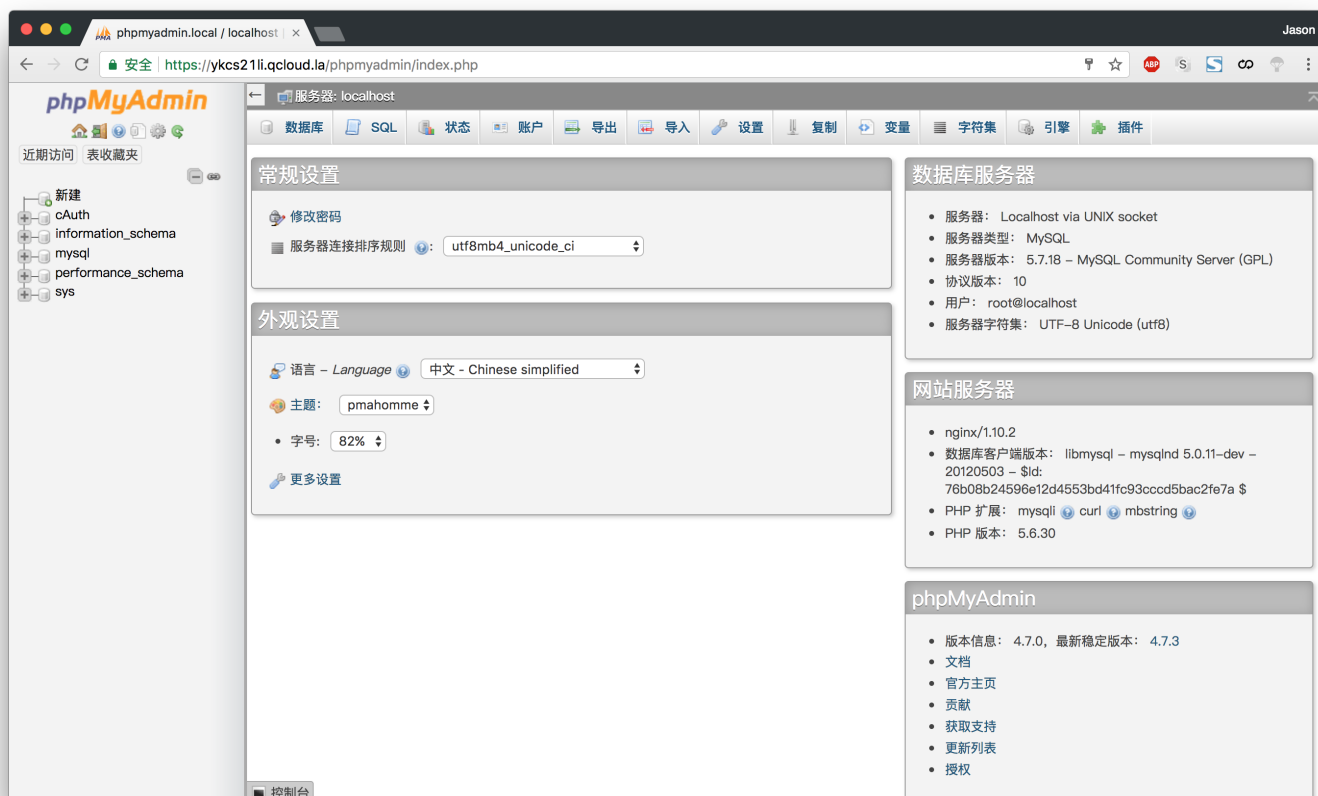 phpmyadmin.local / localhost
Jason
安全 https://ykcs21li.qcloud.la/phpmyadmin/index.php
ABP
S
phpMyAdmin
近期访问 表收藏夹
新建
cAuth
information_schema
mysql
performance_schema
sys
服务器: localhost
数据库 SQL 状态 账户 导出 导入 设置 复制 变量 字符集 引擎 插件
常规设置
修改密码
服务器连接排序规则 : utf8mb4_unicode_ci
外观设置
语言 – Language 中文 - Chinese simplified
主题: pmahomme
• 字号: 82%
更多设置
数据库服务器
• 服务器: Localhost via UNIX socket
• 服务器类型: MySQL
• 服务器版本: 5.7.18 – MySQL Community Server (GPL)
• 协议版本: 10
• 用户: root@localhost
• 服务器字符集: UTF–8 Unicode (utf8)
网站服务器
• nginx/1.10.2
• 数据库客户端版本: libmysql – mysqlnd 5.0.11–dev –
20120503 – $Id:
76b08b24596e12d4553bd41fc93cccd5bac2fe7a $
• PHP 扩展: mysqli curl mbstring
• PHP 版本: 5.6.30
phpMyAdmin
• 版本信息: 4.7.0, 最新稳定版本: 4.7.3
• 文档
• 官方主页
• 贡献
• 获取支持
• 更新列表
• 授权
控制台